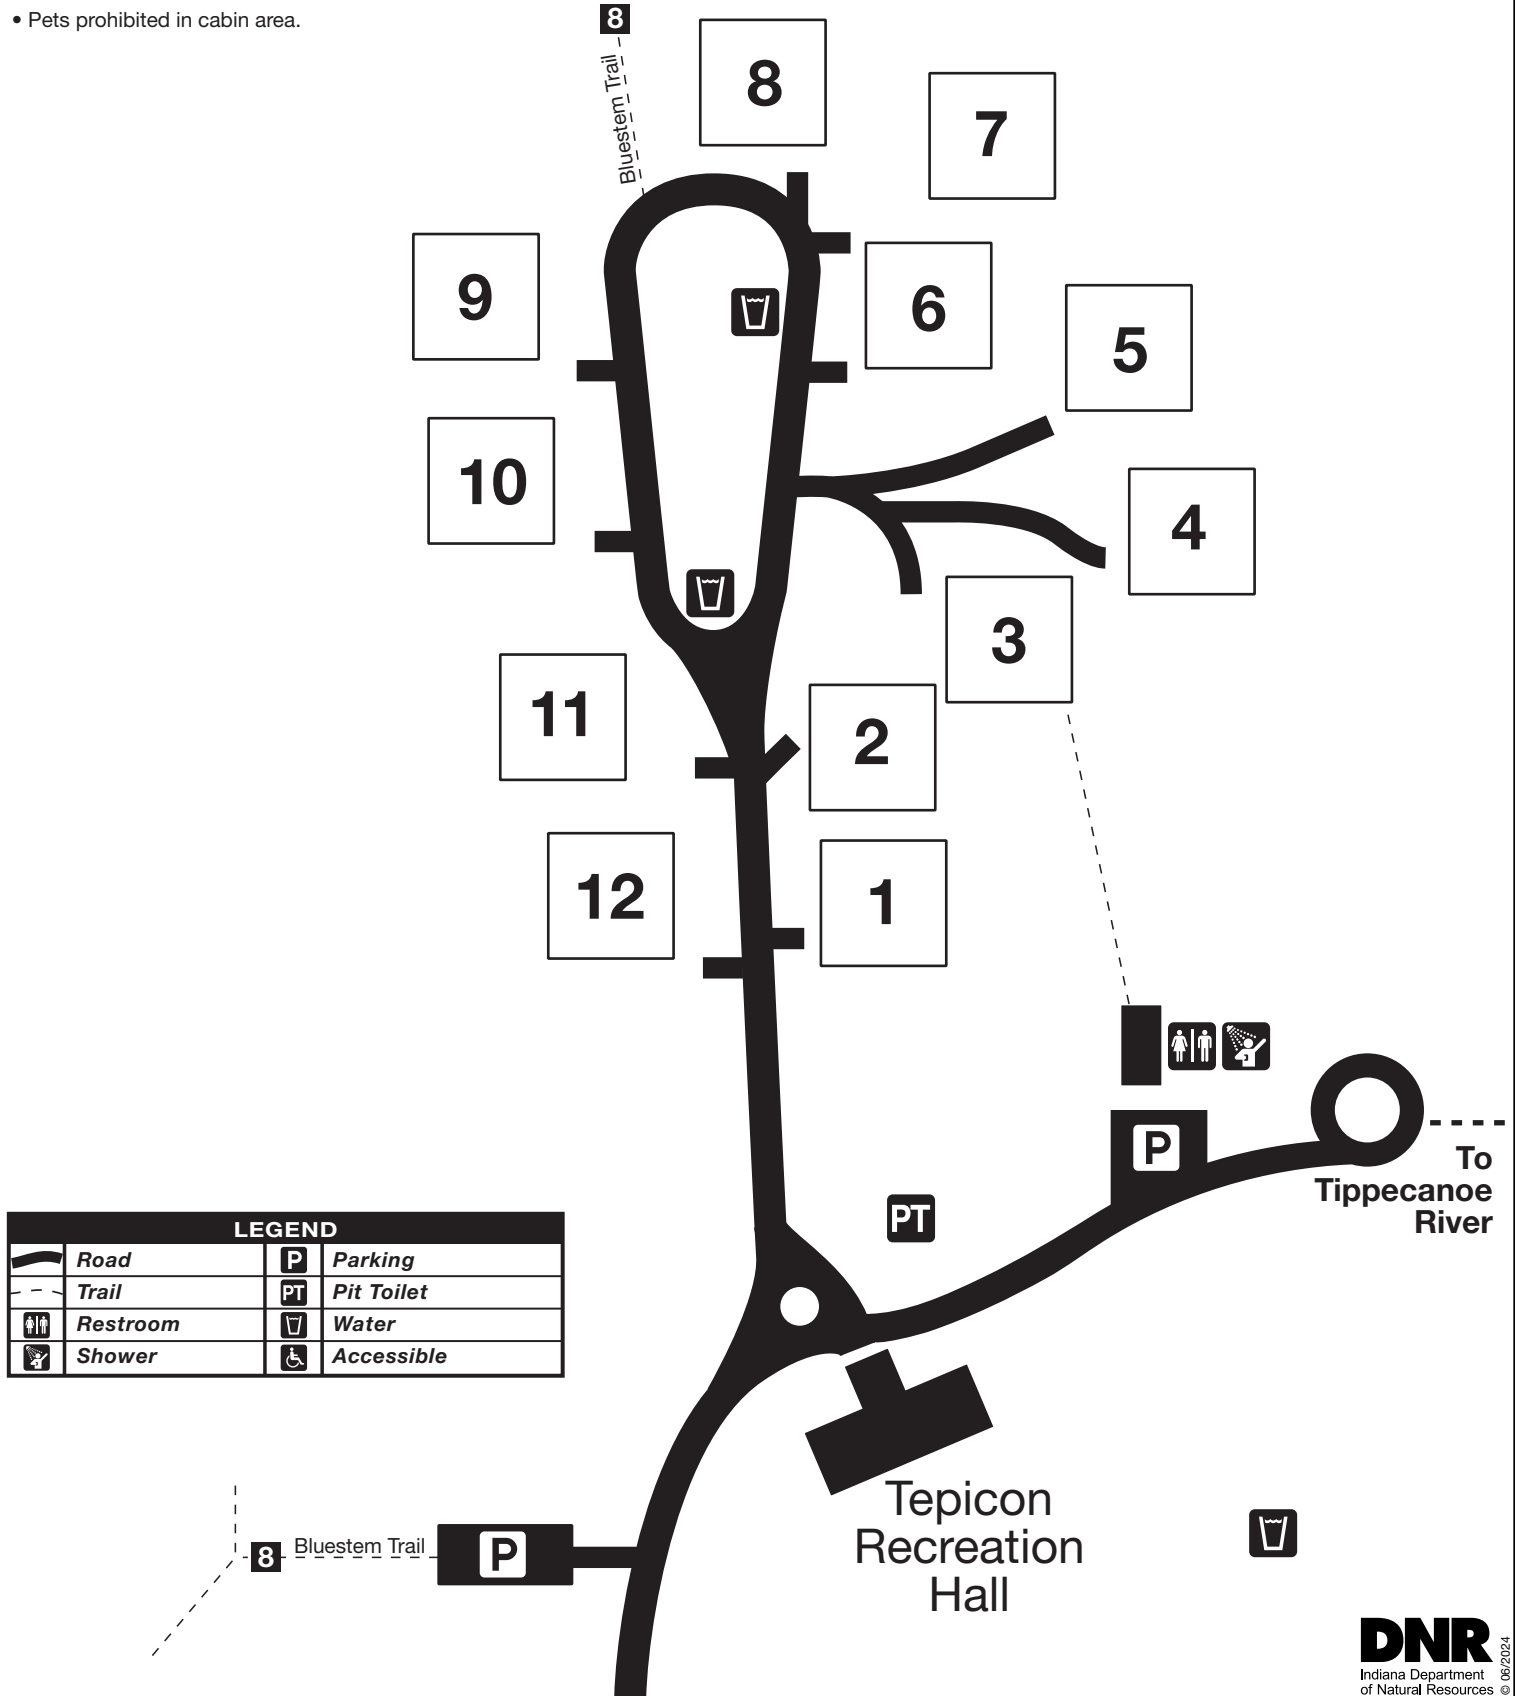 • Pets prohibited in cabin area.
8
Bluestem Trail
8
7
9
6
5
10
4
3
11
2
12
1
P
To
Tippecanoe
River
PT
LEGEND
Road
P
Parking
Trail
PT
Pit Toilet
Restroom
Water
Shower
Accessible
Tepicon
Recreation
Hall
8
Bluestem Trail
P
DNR
Indiana Department
of Natural Resources
© 06/2024